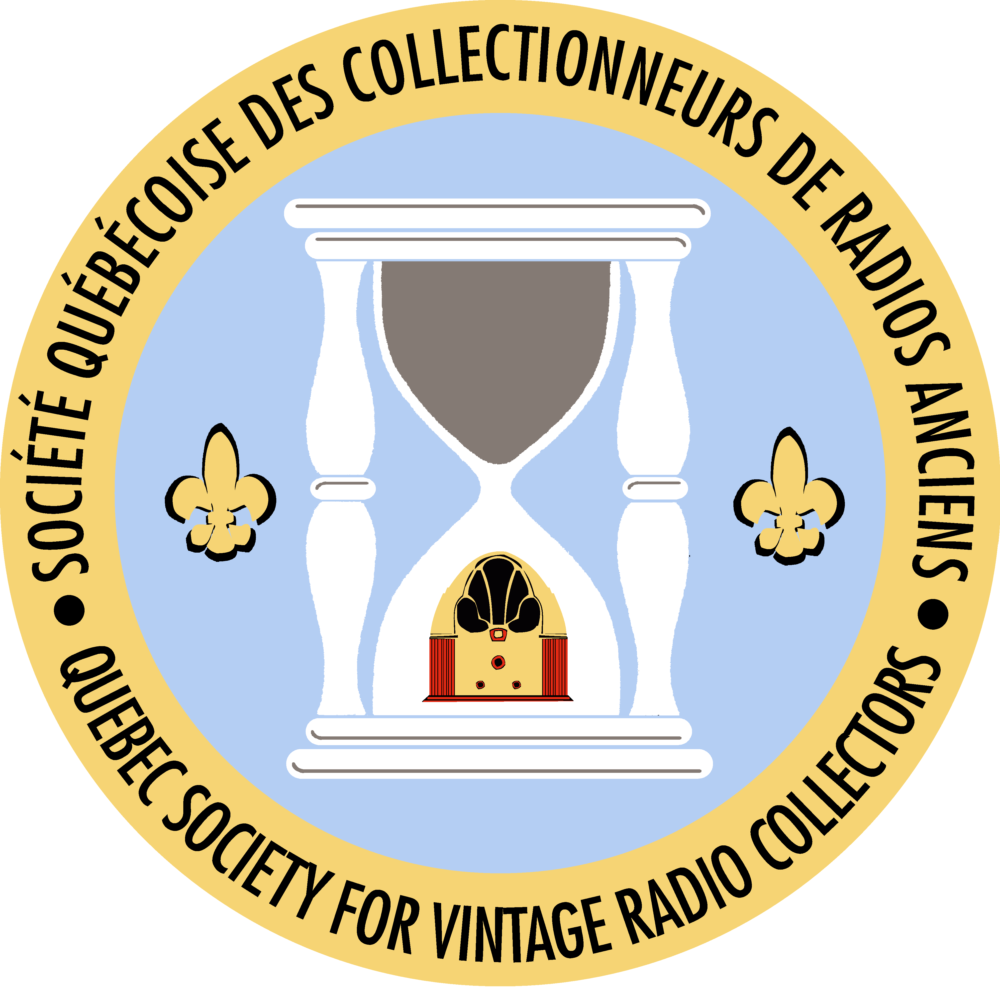 SOCIÉTÉ QUÉBÉCOISE DES COLLECTIONNEURS DE RADIOS ANCIENS
QUEBEC SOCIETY FOR VINTAGE RADIO COLLECTORS